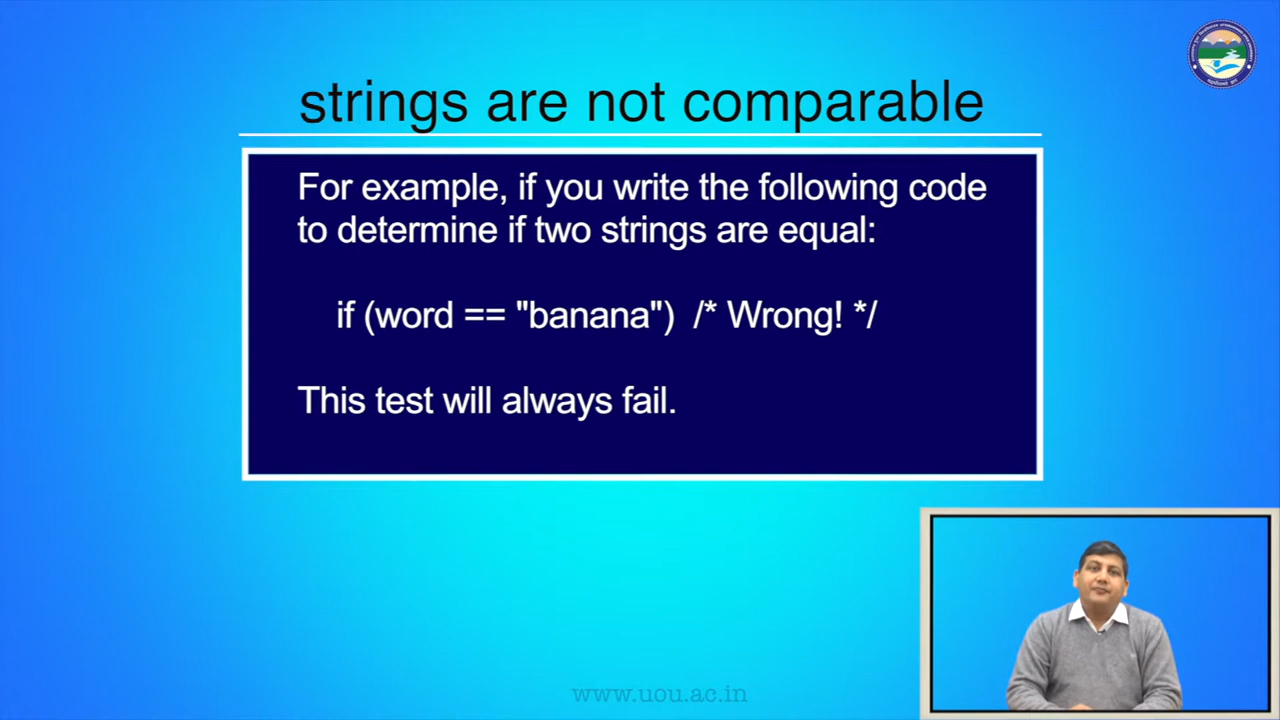 strings are not comparable
For example, if you write the following code
to determine if two strings are equal:
if (word == "banana")  /* Wrong! */
This test will always fail.
www.uou.ac.in